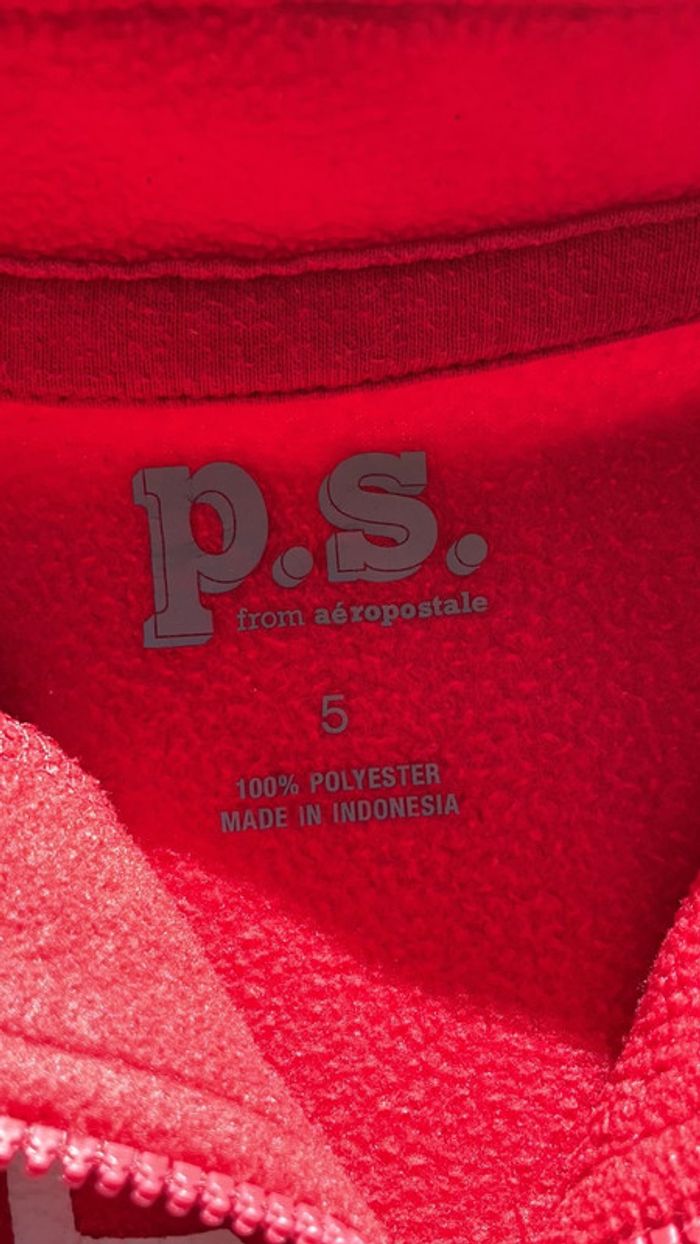 p.s.
from aéropostale
5
100% POLYESTER
MADE IN INDONESIA